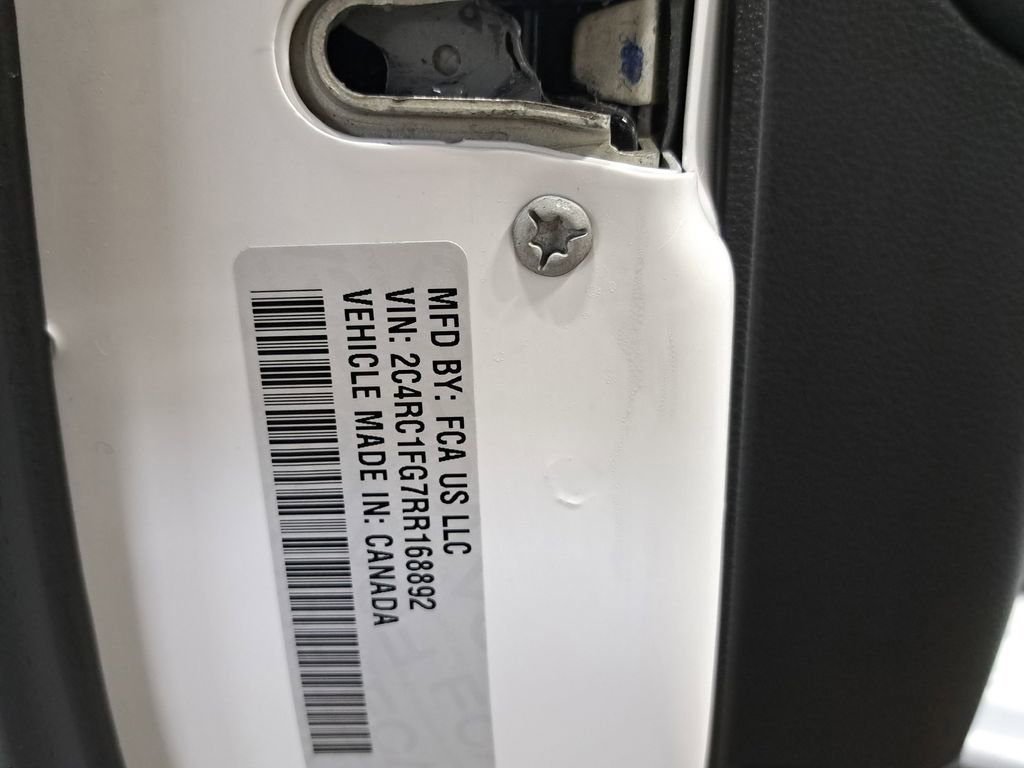 MFD BY: FCA US LLC
VIN: 2C4RC1FG7RR168892
VEHICLE MADE IN: CANADA